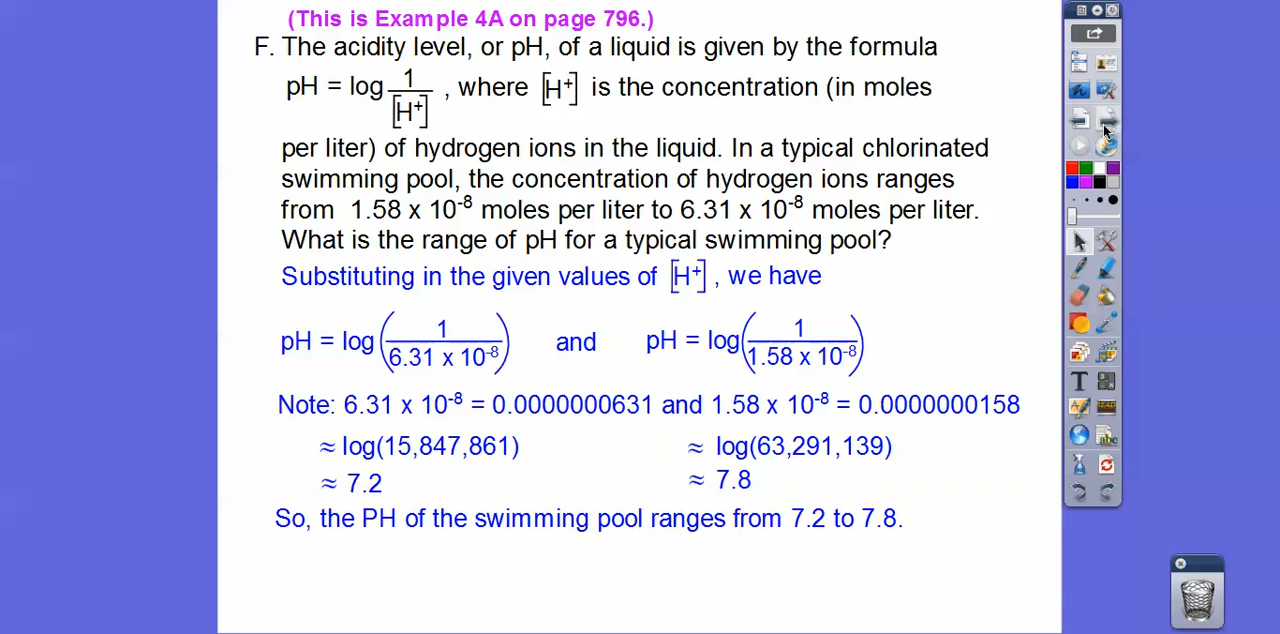 (This is Example 4A on page 796.)
F. The acidity level, or pH, of a liquid is given by the formula
pH = log 1/[H⁺] , where [H⁺] is the concentration (in moles
per liter) of hydrogen ions in the liquid. In a typical chlorinated
swimming pool, the concentration of hydrogen ions ranges
from 1.58 x 10⁻⁸ moles per liter to 6.31 x 10⁻⁸ moles per liter.
What is the range of pH for a typical swimming pool?
Substituting in the given values of [H⁺] , we have
pH = log(1/6.31 x 10⁻⁸) and pH = log(1/1.58 x 10⁻⁸)
Note: 6.31 x 10⁻⁸ = 0.0000000631 and 1.58 x 10⁻⁸ = 0.0000000158
≈ log(15,847,861) ≈ log(63,291,139)
≈ 7.2 ≈ 7.8
So, the PH of the swimming pool ranges from 7.2 to 7.8.